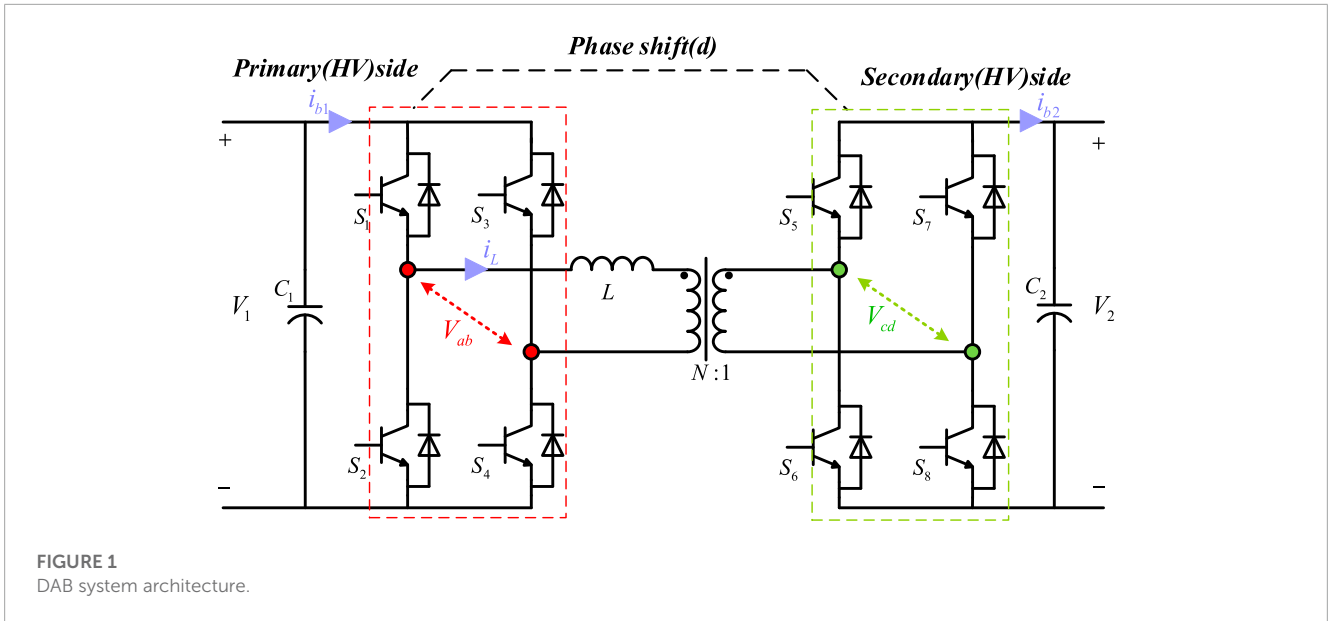 Phase shift(d)
Primary(HV)side
Secondary(HV)side
i_b1
i_b2
+
+
S_1
S_3
S_5
S_7
i_L
L
V_1
C_1
V_ab
V_cd
C_2
V_2
N:1
S_2
S_4
S_6
S_8
−
−
FIGURE 1
DAB system architecture.